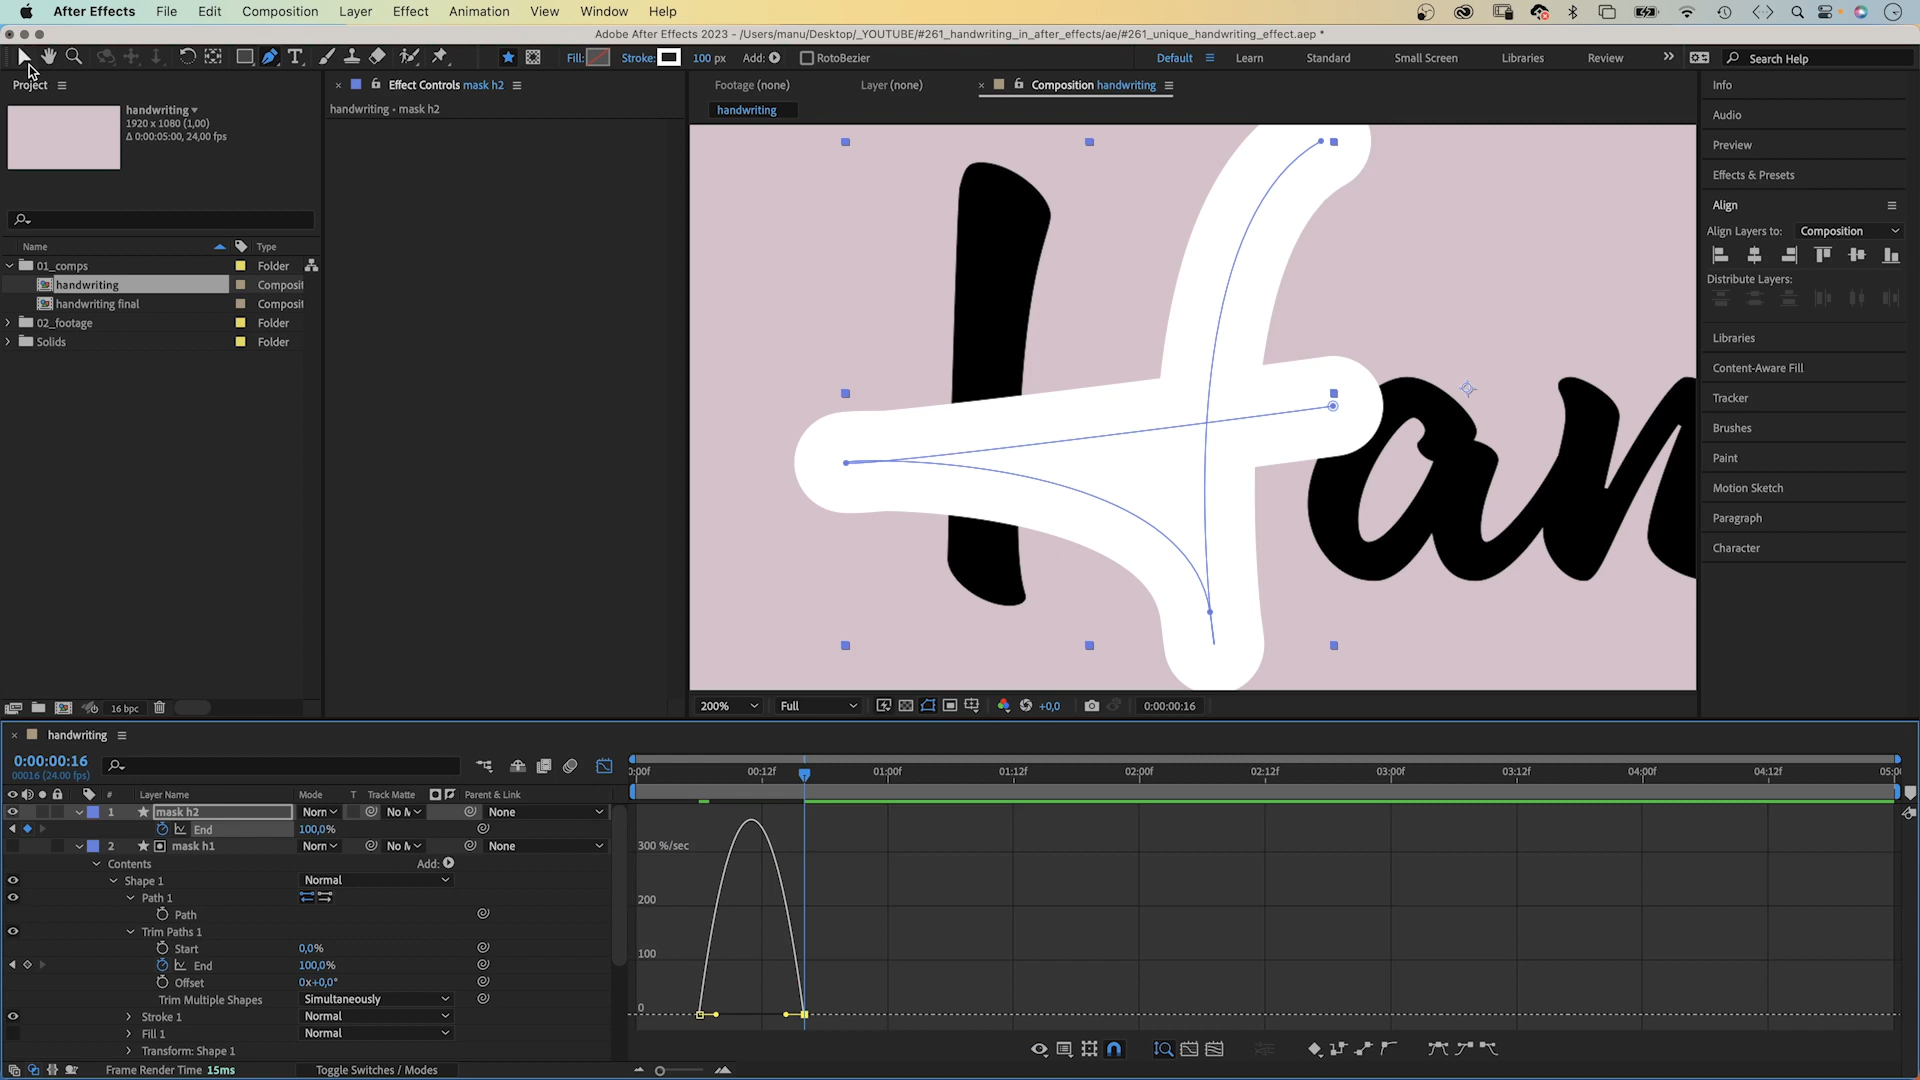 After Effects File Edit Composition Layer Effect Animation View Window Help
Adobe After Effects 2023 - /Users/manu/Desktop/_YOUTUBE/#261_handwriting_in_after_effects/ae/#261_unique_handwriting_effect.aep *
Fill: Stroke: 100 px Add: RotoBezier Default Learn Standard Small Screen Libraries Review Search Help
Project
handwriting
1920 x 1080 (1,00)
Δ 0:00:05:00, 24,00 fps
Name Type
01_comps Folder
handwriting Composit
handwriting final Composit
02_footage Folder
Solids Folder
16 bpc
Effect Controls mask h2
handwriting • mask h2
Footage (none) Layer (none) Composition handwriting
handwriting
Han
200% Full +0,0 0:00:00:16
Info
Audio
Preview
Effects & Presets
Align
Align Layers to: Composition
Distribute Layers:
Libraries
Content-Aware Fill
Tracker
Brushes
Paint
Motion Sketch
Paragraph
Character
handwriting
0:00:00:16
00016 (24.00 fps)
# Layer Name Mode T Track Matte Parent & Link
1 mask h2 Norn No M None
End 100,0%
2 mask h1 Norn No M None
Contents Add:
Shape 1 Normal
Path 1
Path
Trim Paths 1
Start 0,0%
End 100,0%
Offset 0x+0,0°
Trim Multiple Shapes Simultaneously
Stroke 1 Normal
Fill 1 Normal
Transform: Shape 1
Frame Render Time 15ms Toggle Switches / Modes
0:00f 00:12f 01:00f 01:12f 02:00f 02:12f 03:00f 03:12f 04:00f 04:12f 05:0
300 %/sec
200
100
0